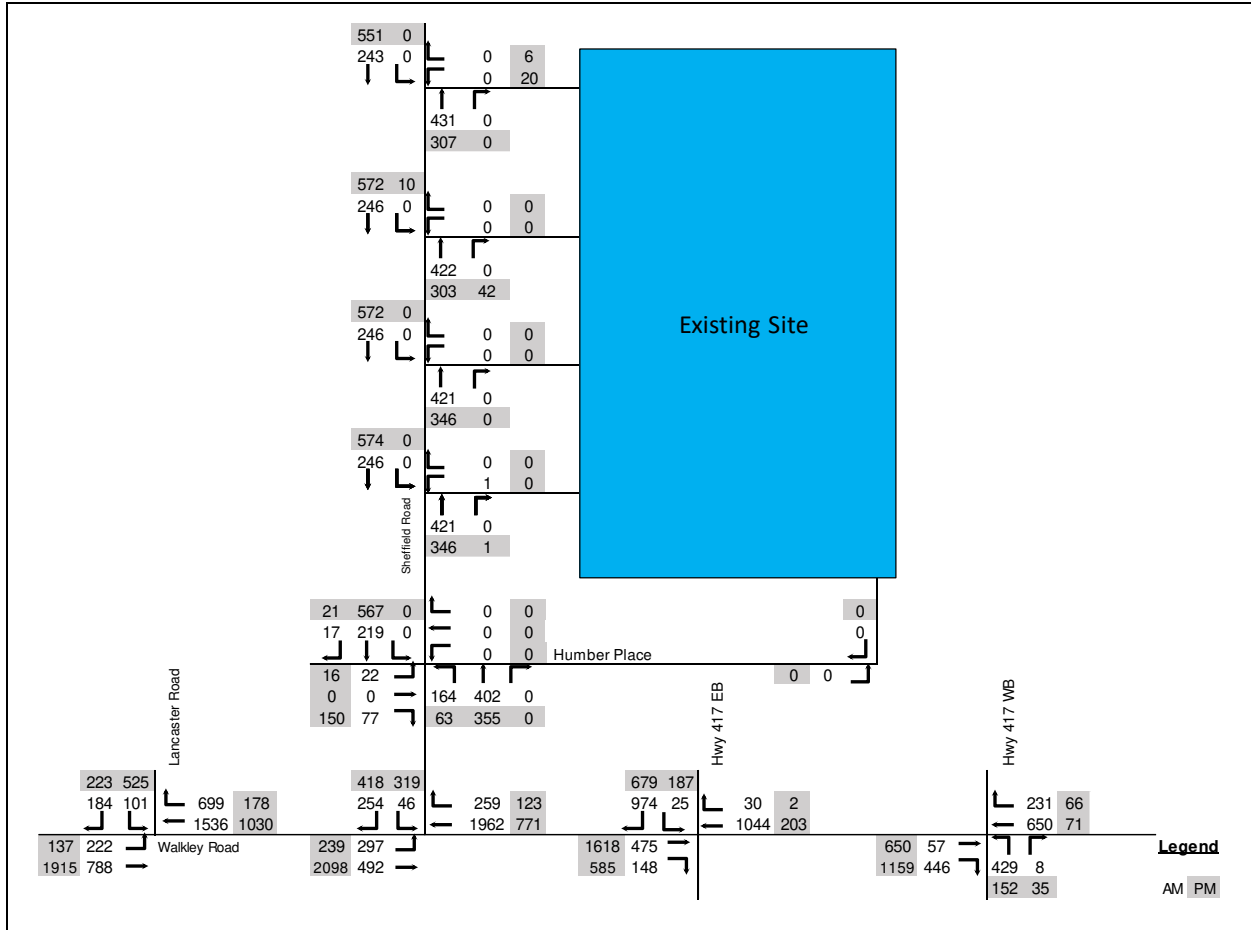 551 0
243 0 0 6
0 20
431 0
307 0
572 10
246 0 0 0
0 0
422 0
303 42
572 0
246 0 0 0
0 0
421 0
346 0
574 0
246 0 0 0
1 0
421 0
346 1
Existing Site
Sheffield Road
21 567 0 0 0
17 219 0 0 0
0 0
Humber Place
0
0
0 0
16 22
0 0
150 77
164 402 0
63 355 0
Lancaster Road
223 525
184 101 699 178
1536 1030
137 222 Walkley Road
1915 788
418 319
254 46 259 123
1962 771
239 297
2098 492
Hwy 417 EB
679 187
974 25 30 2
1044 203
1618 475
585 148
Hwy 417 WB
231 66
650 71
650 57
1159 446
429 8
152 35
Legend
AM PM